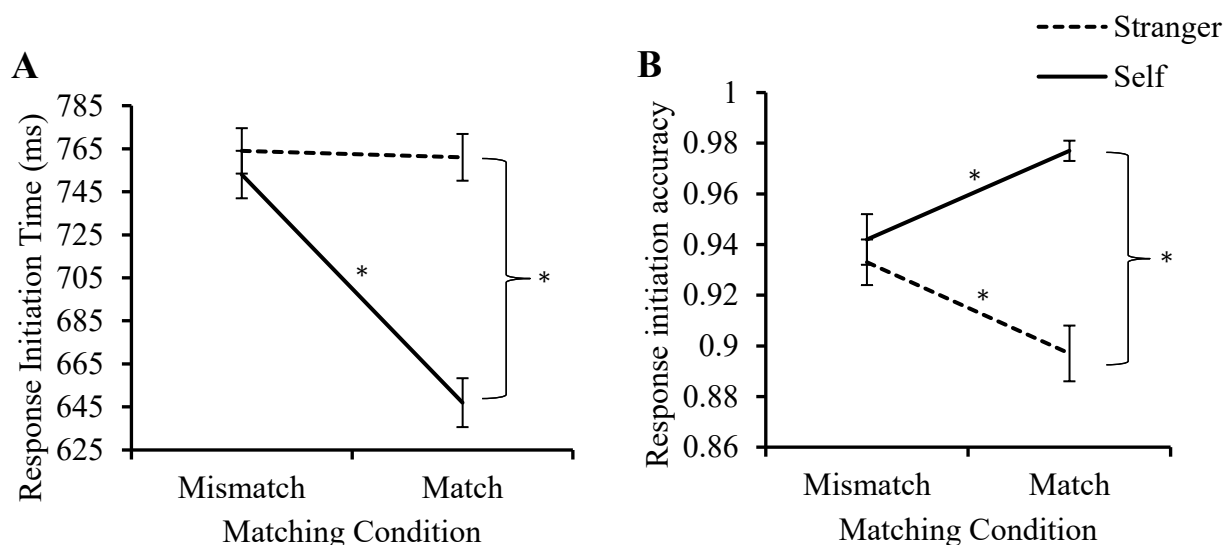 Stranger
Self
A
785
765
745
725
705
685
665
645
625
Response Initiation Time (ms)
*
*
Mismatch
Match
Matching Condition
B
1
0.98
0.96
0.94
0.92
0.9
0.88
0.86
Response initiation accuracy
*
*
*
Mismatch
Match
Matching Condition